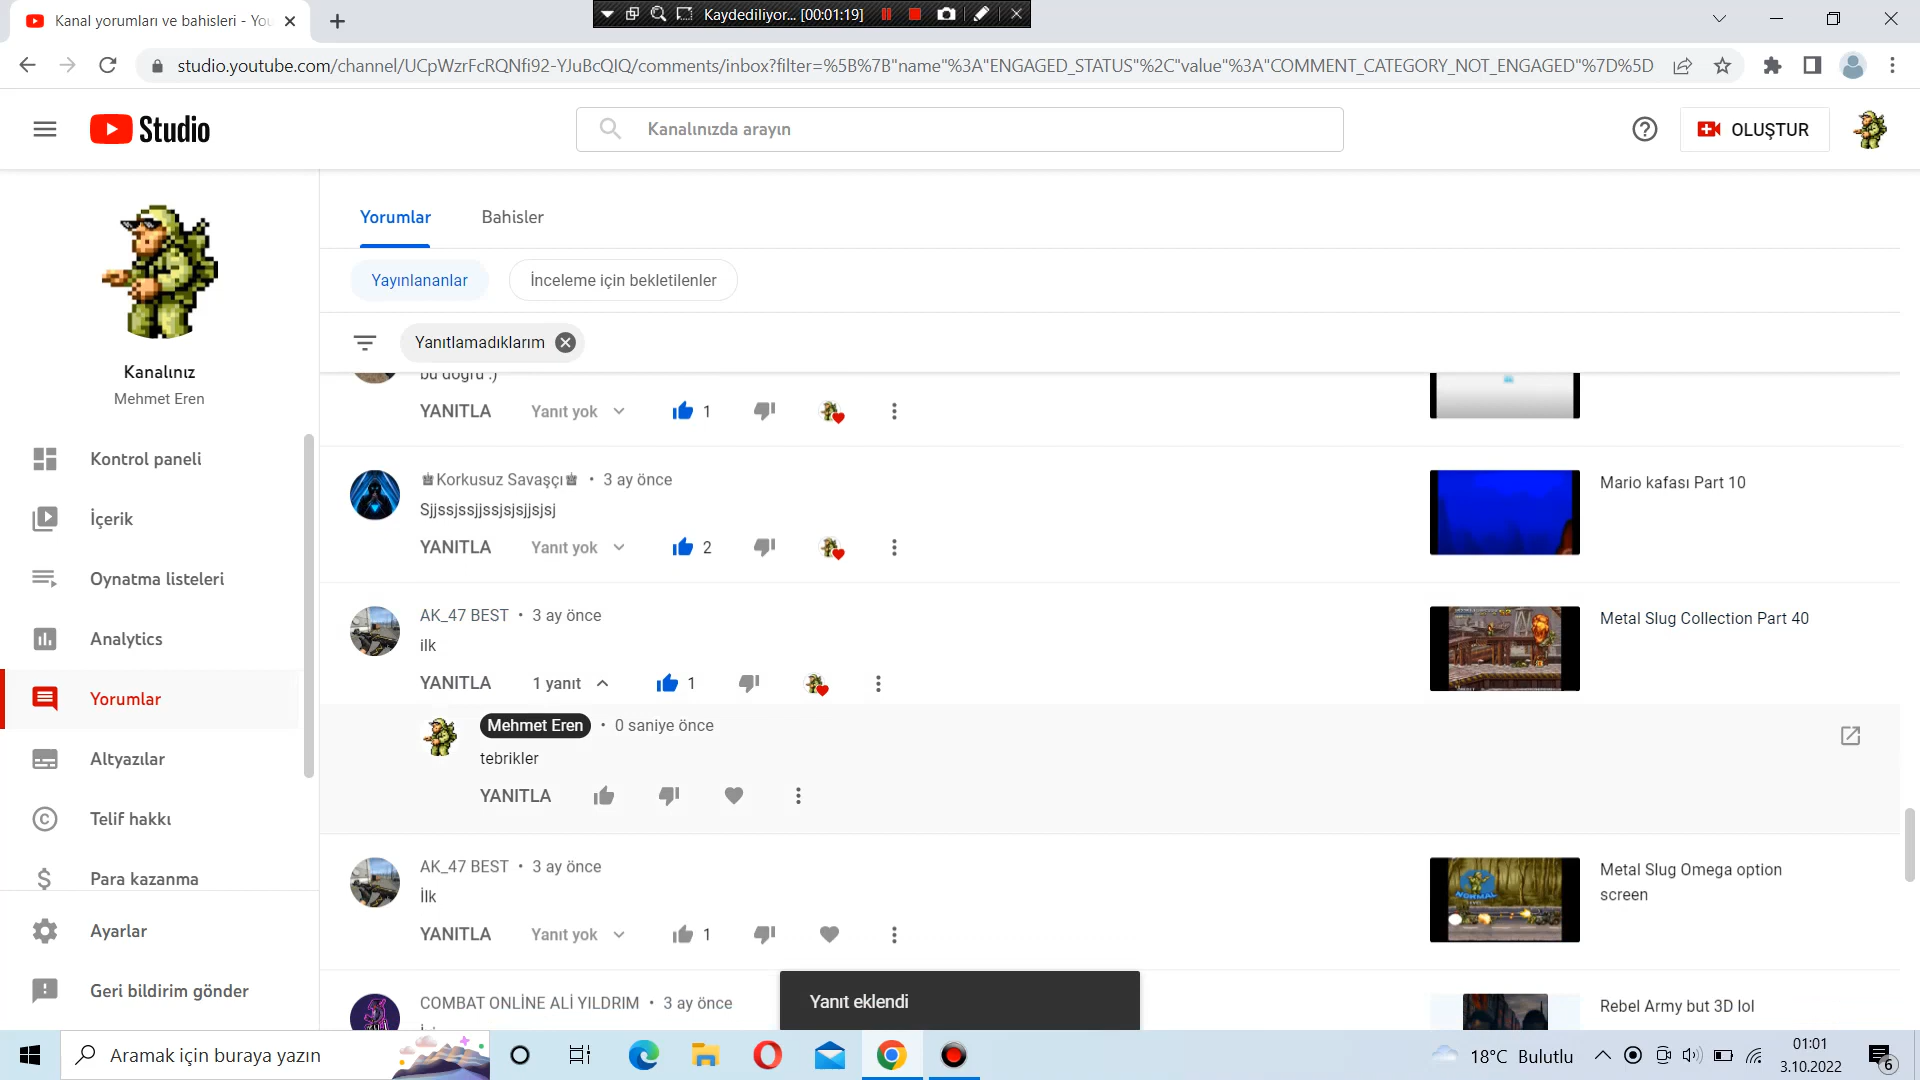 Kanal yorumları ve bahisleri - You
Kaydediliyor... [00:01:19]
studio.youtube.com/channel/UCpWzrFcRQNfi92-YJuBcQIQ/comments/inbox?filter=%5B%7B"name"%3A"ENGAGED_STATUS"%2C"value"%3A"COMMENT_CATEGORY_NOT_ENGAGED"%7D%5D
Studio
Kanalınızda arayın
OLUŞTUR
Kanalınız
Mehmet Eren
Kontrol paneli
İçerik
Oynatma listeleri
Analytics
Yorumlar
Altyazılar
Telif hakkı
Para kazanma
Ayarlar
Geri bildirim gönder
Yorumlar Bahisler
Yayınlananlar İnceleme için bekletilenler
Yanıtlamadıklarım
bu doğru :)
YANITLA Yanıt yok 1
♚Korkusuz Savaşçı♚ • 3 ay önce
Sjjssjssjjssjsjsjjsjsj
YANITLA Yanıt yok 2
Mario kafası Part 10
AK_47 BEST • 3 ay önce
ilk
YANITLA 1 yanıt 1
Metal Slug Collection Part 40
Mehmet Eren • 0 saniye önce
tebrikler
YANITLA
AK_47 BEST • 3 ay önce
İlk
YANITLA Yanıt yok 1
Metal Slug Omega option
screen
NORMAL
COMBAT ONLİNE ALİ YILDIRIM • 3 ay önce
Rebel Army but 3D lol
Yanıt eklendi
Aramak için buraya yazın
18°C Bulutlu
01:01
3.10.2022
6